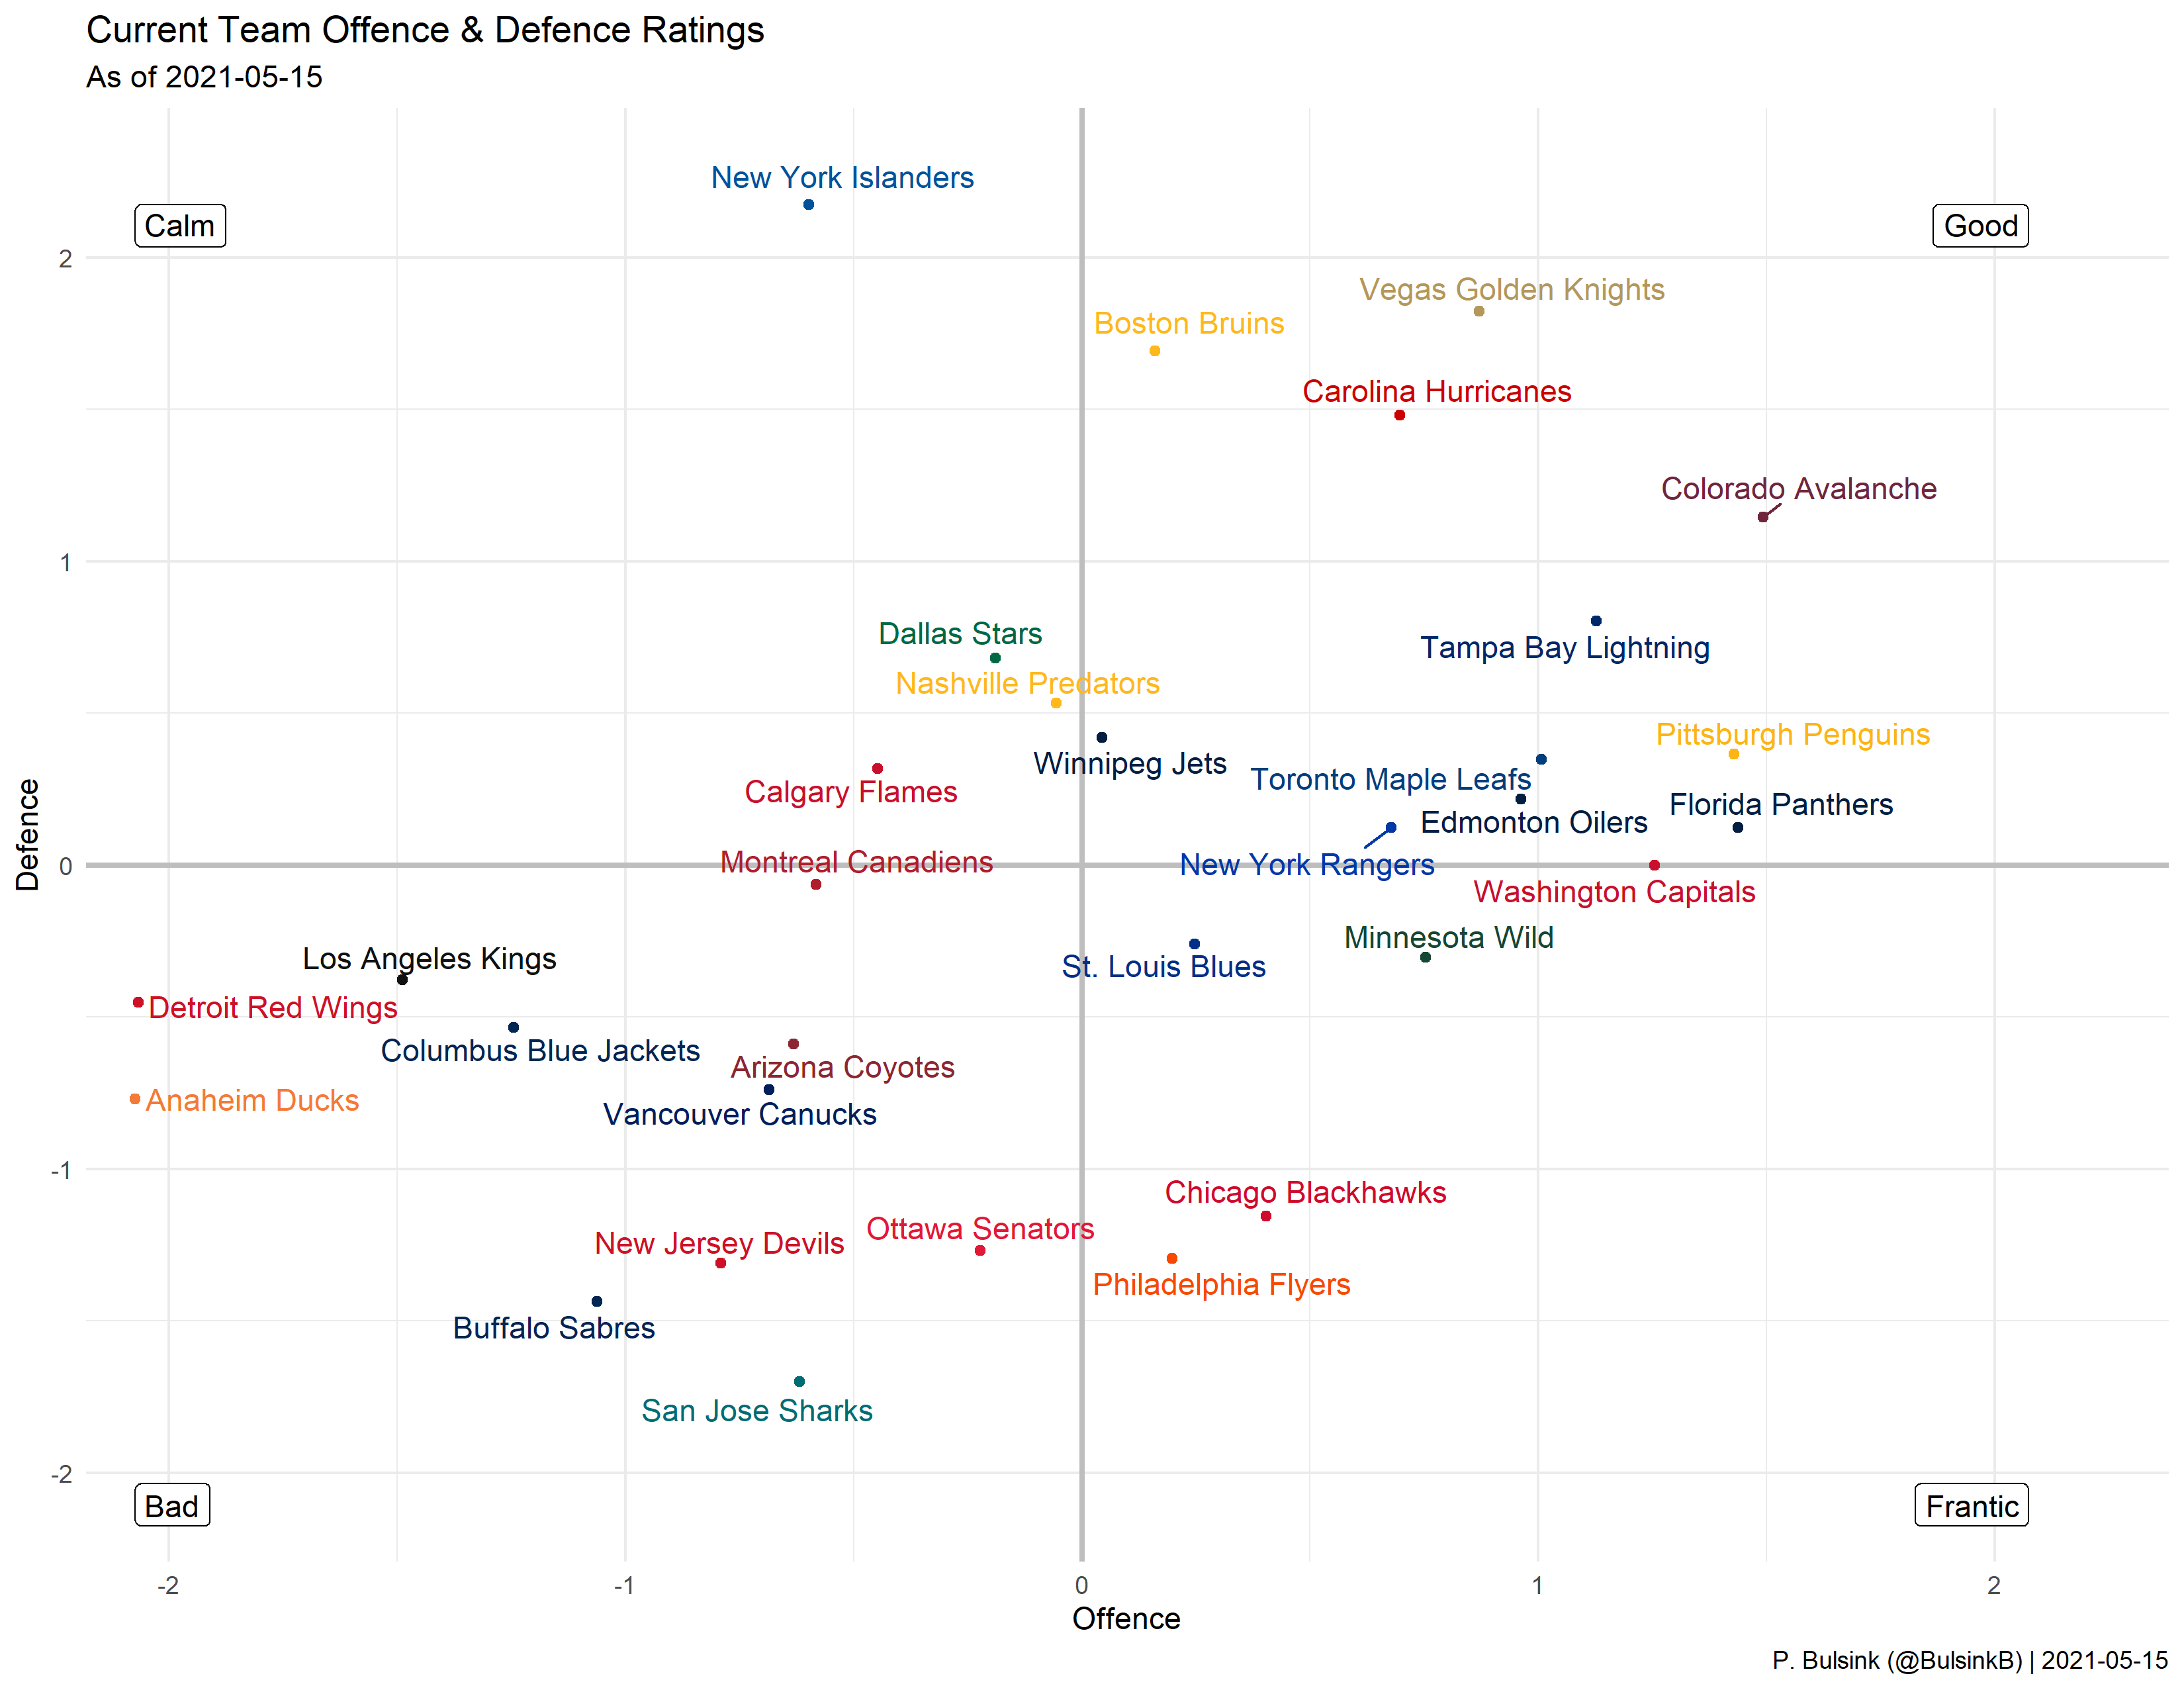 Current Team Offence & Defence Ratings
As of 2021-05-15
New York Islanders
Calm
Good
2
Vegas Golden Knights
Boston Bruins
Carolina Hurricanes
Colorado Avalanche
1
Dallas Stars
Tampa Bay Lightning
Nashville Predators
Pittsburgh Penguins
Winnipeg Jets
Toronto Maple Leafs
Calgary Flames
Florida Panthers
Edmonton Oilers
Defence
Montreal Canadiens
0
New York Rangers
Washington Capitals
Minnesota Wild
Los Angeles Kings
St. Louis Blues
Detroit Red Wings
Columbus Blue Jackets
Arizona Coyotes
Anaheim Ducks
Vancouver Canucks
-1
Chicago Blackhawks
Ottawa Senators
New Jersey Devils
Philadelphia Flyers
Buffalo Sabres
San Jose Sharks
-2
Bad
Frantic
-2
-1
0
1
2
Offence
P. Bulsink (@BulsinkB) | 2021-05-15